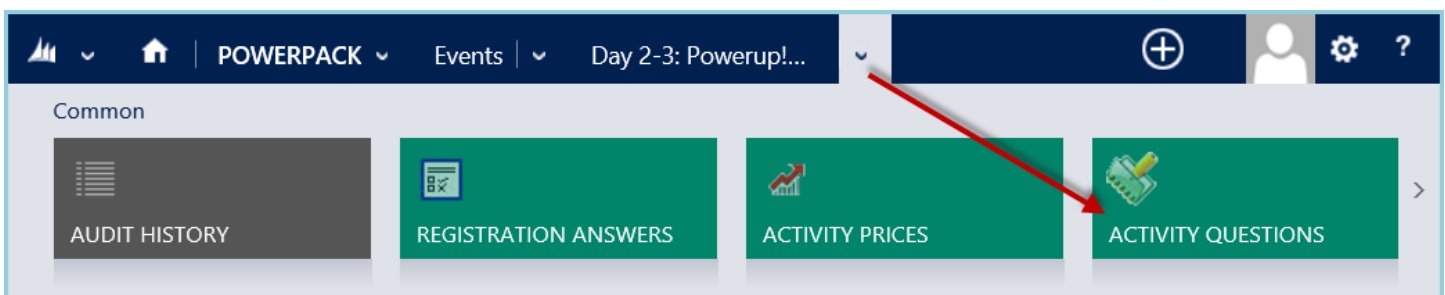 POWERPACK Events Day 2-3: Powerup!... ?
Common
AUDIT HISTORY REGISTRATION ANSWERS ACTIVITY PRICES ACTIVITY QUESTIONS